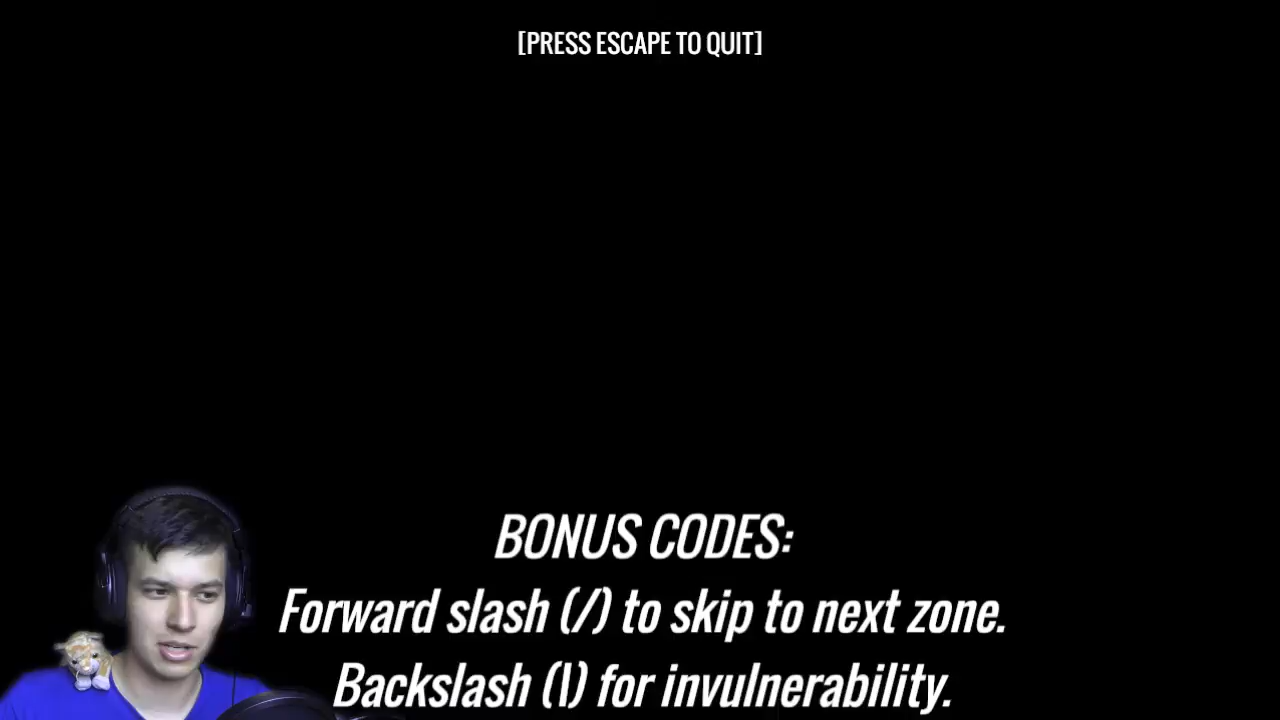 [PRESS ESCAPE TO QUIT]
BONUS CODES:
Forward slash (/) to skip to next zone.
Backslash (\) for invulnerability.